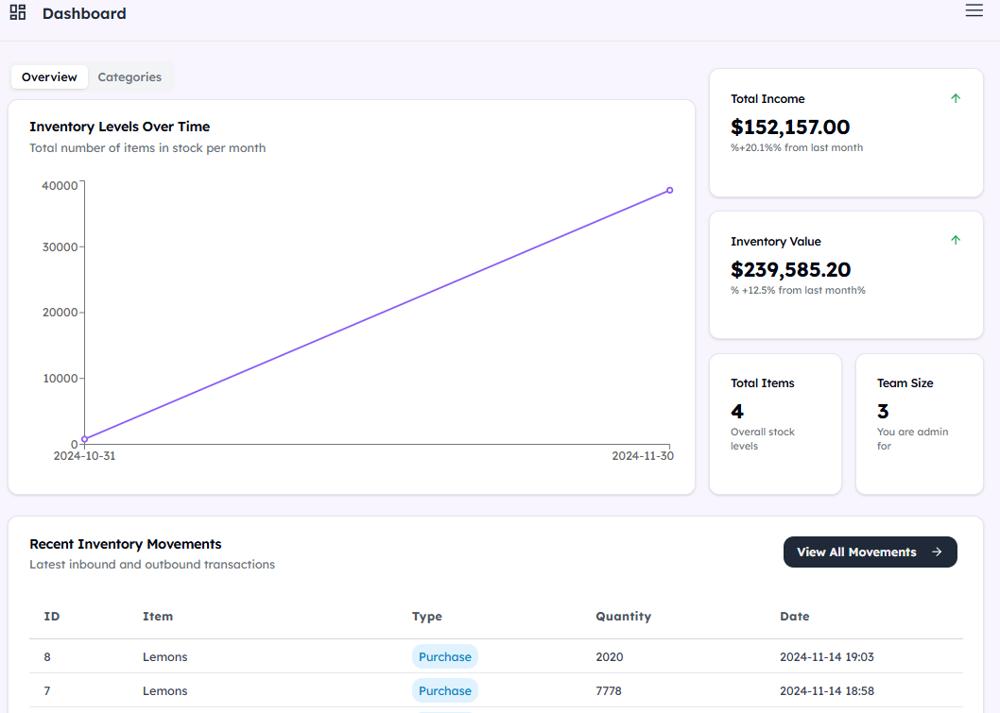 Dashboard
Overview Categories
Inventory Levels Over Time
Total number of items in stock per month
40000
30000
20000
10000
0
2024-10-31 2024-11-30
Total Income
$152,157.00
%+20.1%% from last month
Inventory Value
$239,585.20
% +12.5% from last month%
Total Items
4
Overall stock
levels
Team Size
3
You are admin
for
Recent Inventory Movements
Latest inbound and outbound transactions
View All Movements
ID Item Type Quantity Date
8 Lemons Purchase 2020 2024-11-14 19:03
7 Lemons Purchase 7778 2024-11-14 18:58